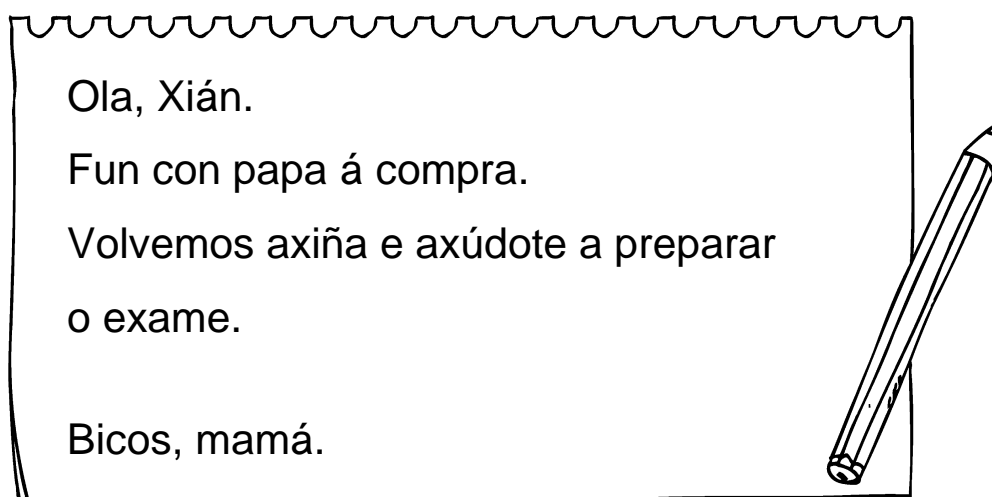 Ola, Xián.
Fun con papa á compra.
Volvemos axiña e axúdote a preparar
o exame.
Bicos, mamá.